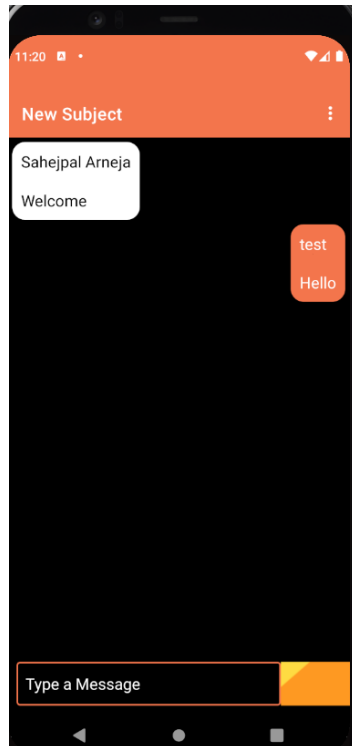 11:20
New Subject
Sahejpal Arneja
Welcome
test
Hello
Type a Message